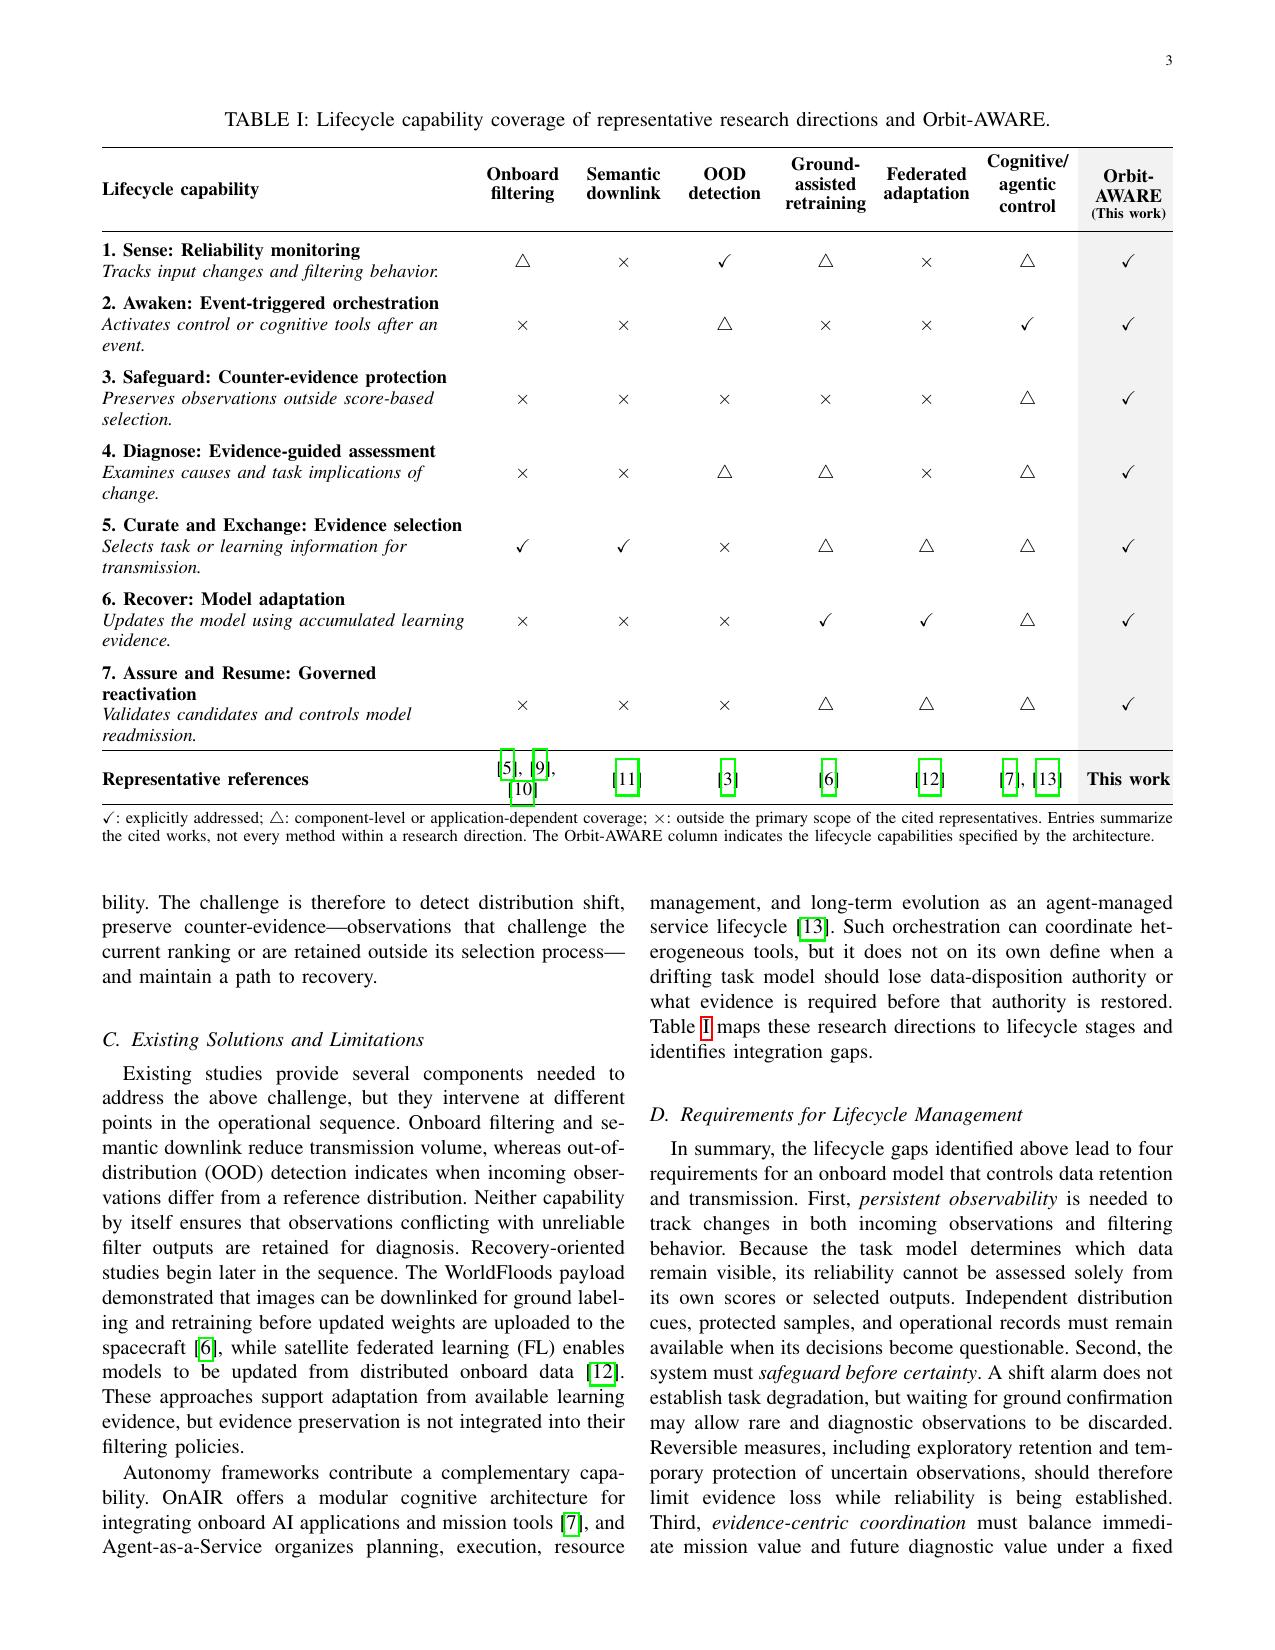 3
TABLE I: Lifecycle capability coverage of representative research directions and Orbit-AWARE.
Lifecycle capability
Onboard
filtering
Semantic
downlink
OOD
detection
Ground-
assisted
retraining
Federated
adaptation
Cognitive/
agentic
control
Orbit-
AWARE
(This work)
1. Sense: Reliability monitoring
Tracks input changes and filtering behavior.
△ × ✓ △ × △ ✓
2. Awaken: Event-triggered orchestration
Activates control or cognitive tools after an
event.
× × △ × × ✓ ✓
3. Safeguard: Counter-evidence protection
Preserves observations outside score-based
selection.
× × × × × △ ✓
4. Diagnose: Evidence-guided assessment
Examines causes and task implications of
change.
× × △ △ × △ ✓
5. Curate and Exchange: Evidence selection
Selects task or learning information for
transmission.
✓ ✓ × △ △ △ ✓
6. Recover: Model adaptation
Updates the model using accumulated learning
evidence.
× × × ✓ ✓ △ ✓
7. Assure and Resume: Governed
reactivation
Validates candidates and controls model
readmission.
× × × △ △ △ ✓
Representative references
[5], [9],
[10]
[11]
[3]
[6]
[12]
[7], [13]
This work
✓: explicitly addressed; △: component-level or application-dependent coverage; ×: outside the primary scope of the cited representatives. Entries summarize
the cited works, not every method within a research direction. The Orbit-AWARE column indicates the lifecycle capabilities specified by the architecture.
bility. The challenge is therefore to detect distribution shift,
preserve counter-evidence—observations that challenge the
current ranking or are retained outside its selection process—
and maintain a path to recovery.
C. Existing Solutions and Limitations
Existing studies provide several components needed to
address the above challenge, but they intervene at different
points in the operational sequence. Onboard filtering and se-
mantic downlink reduce transmission volume, whereas out-of-
distribution (OOD) detection indicates when incoming obser-
vations differ from a reference distribution. Neither capability
by itself ensures that observations conflicting with unreliable
filter outputs are retained for diagnosis. Recovery-oriented
studies begin later in the sequence. The WorldFloods payload
demonstrated that images can be downlinked for ground label-
ing and retraining before updated weights are uploaded to the
spacecraft [6], while satellite federated learning (FL) enables
models to be updated from distributed onboard data [12].
These approaches support adaptation from available learning
evidence, but evidence preservation is not integrated into their
filtering policies.
Autonomy frameworks contribute a complementary capa-
bility. OnAIR offers a modular cognitive architecture for
integrating onboard AI applications and mission tools [7], and
Agent-as-a-Service organizes planning, execution, resource
management, and long-term evolution as an agent-managed
service lifecycle [13]. Such orchestration can coordinate het-
erogeneous tools, but it does not on its own define when a
drifting task model should lose data-disposition authority or
what evidence is required before that authority is restored.
Table I maps these research directions to lifecycle stages and
identifies integration gaps.
D. Requirements for Lifecycle Management
In summary, the lifecycle gaps identified above lead to four
requirements for an onboard model that controls data retention
and transmission. First, persistent observability is needed to
track changes in both incoming observations and filtering
behavior. Because the task model determines which data
remain visible, its reliability cannot be assessed solely from
its own scores or selected outputs. Independent distribution
cues, protected samples, and operational records must remain
available when its decisions become questionable. Second, the
system must safeguard before certainty. A shift alarm does not
establish task degradation, but waiting for ground confirmation
may allow rare and diagnostic observations to be discarded.
Reversible measures, including exploratory retention and tem-
porary protection of uncertain observations, should therefore
limit evidence loss while reliability is being established.
Third, evidence-centric coordination must balance immedi-
ate mission value and future diagnostic value under a fixed